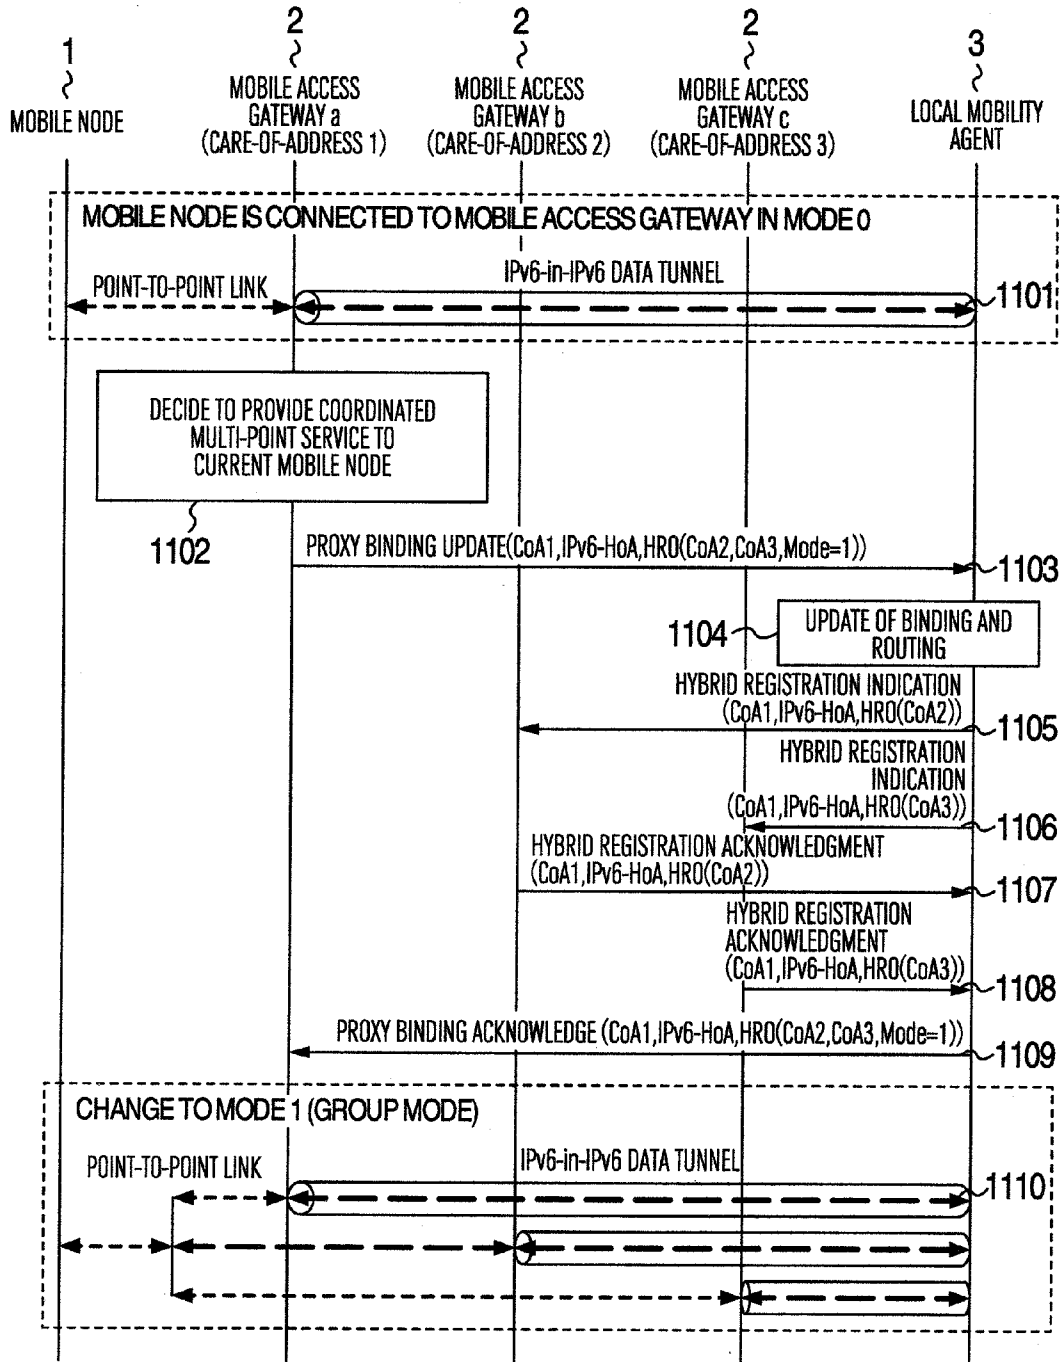 1
2
2
2
3
MOBILE NODE
MOBILE ACCESS
GATEWAY a
(CARE-OF-ADDRESS 1)
MOBILE ACCESS
GATEWAY b
(CARE-OF-ADDRESS 2)
MOBILE ACCESS
GATEWAY c
(CARE-OF-ADDRESS 3)
LOCAL MOBILITY
AGENT
MOBILE NODE IS CONNECTED TO MOBILE ACCESS GATEWAY IN MODE 0
POINT-TO-POINT LINK
IPv6-in-IPv6 DATA TUNNEL
1101
DECIDE TO PROVIDE COORDINATED
MULTI-POINT SERVICE TO
CURRENT MOBILE NODE
1102
PROXY BINDING UPDATE(CoA1,IPv6-HoA,HRO(CoA2,CoA3,Mode=1))
1103
UPDATE OF BINDING AND
ROUTING
1104
HYBRID REGISTRATION INDICATION
(CoA1,IPv6-HoA,HRO(CoA2))
1105
HYBRID REGISTRATION
INDICATION
(CoA1,IPv6-HoA,HRO(CoA3))
1106
HYBRID REGISTRATION ACKNOWLEDGMENT
(CoA1,IPv6-HoA,HRO(CoA2))
1107
HYBRID REGISTRATION
ACKNOWLEDGMENT
(CoA1,IPv6-HoA,HRO(CoA3))
1108
PROXY BINDING ACKNOWLEDGE (CoA1,IPv6-HoA,HRO(CoA2,CoA3,Mode=1))
1109
CHANGE TO MODE 1 (GROUP MODE)
POINT-TO-POINT LINK
IPv6-in-IPv6 DATA TUNNEL
1110